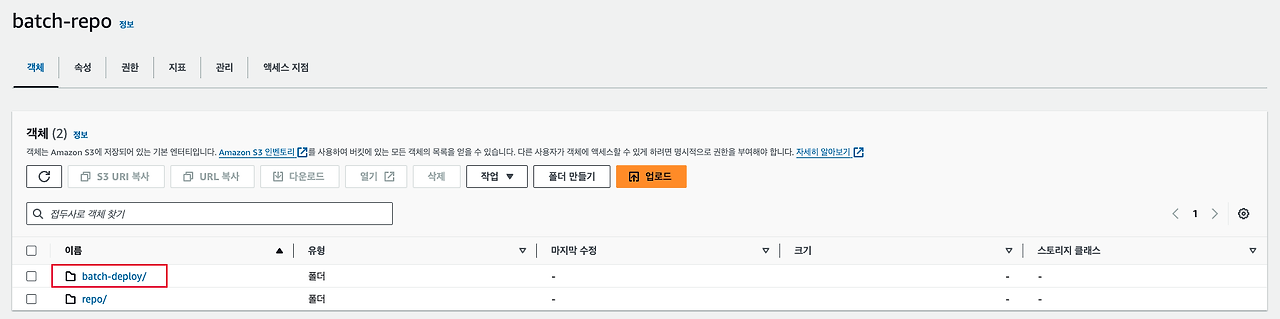 batch-repo 정보
객체 속성 권한 지표 관리 액세스 지점
객체 (2) 정보
객체는 Amazon S3에 저장되어 있는 기본 엔터티입니다. Amazon S3 인벤토리를 사용하여 버킷에 있는 모든 객체의 목록을 얻을 수 있습니다. 다른 사용자가 객체에 액세스할 수 있게 하려면 명시적으로 권한을 부여해야 합니다. 자세히 알아보기
S3 URI 복사 URL 복사 다운로드 열기 삭제 작업 폴더 만들기 업로드
접두사로 객체 찾기 1
이름 유형 마지막 수정 크기 스토리지 클래스
batch-deploy/ 폴더 - - -
repo/ 폴더 - - -